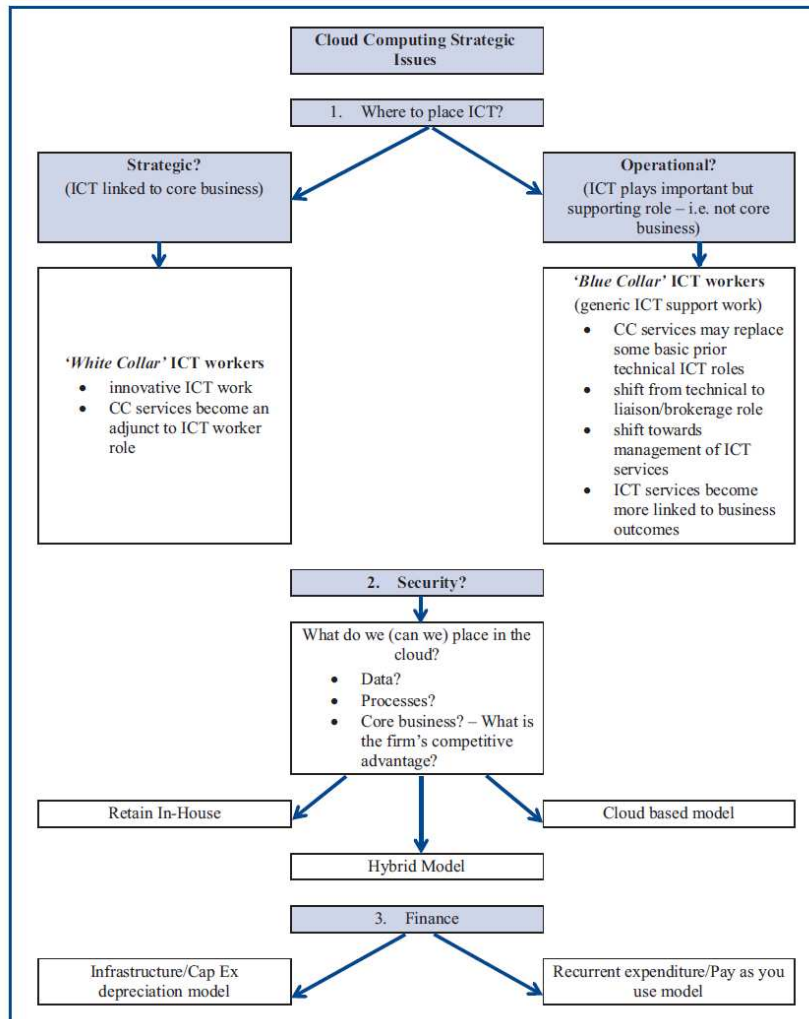 Cloud Computing Strategic
Issues
1. Where to place ICT?
Strategic?
(ICT linked to core business)
Operational?
(ICT plays important but
supporting role – i.e. not core
business)
‘White Collar’ ICT workers
• innovative ICT work
• CC services become an
adjunct to ICT worker
role
‘Blue Collar’ ICT workers
(generic ICT support work)
• CC services may replace
some basic prior
technical ICT roles
• shift from technical to
liaison/brokerage role
• shift towards
management of ICT
services
• ICT services become
more linked to business
outcomes
2. Security?
What do we (can we) place in the
cloud?
• Data?
• Processes?
• Core business? – What is
the firm’s competitive
advantage?
Retain In-House
Cloud based model
Hybrid Model
3. Finance
Infrastructure/Cap Ex
depreciation model
Recurrent expenditure/Pay as you
use model